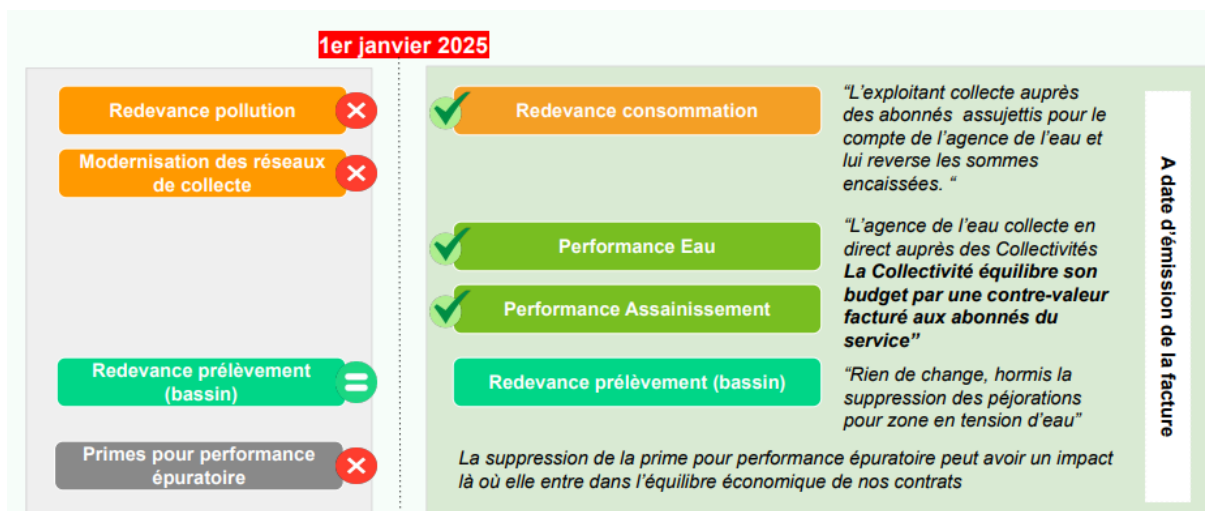 1er janvier 2025
Redevance pollution
Modernisation des réseaux
de collecte
Redevance prélèvement
(bassin)
Primes pour performance
épuratoire
Redevance consommation
“L’exploitant collecte auprès
des abonnés assujettis pour le
compte de l’agence de l’eau et
lui reverse les sommes
encaissées. “
Performance Eau
Performance Assainissement
“L’agence de l’eau collecte en
direct auprès des Collectivités
La Collectivité équilibre son
budget par une contre-valeur
facturé aux abonnés du
service”
Redevance prélèvement (bassin)
“Rien de change, hormis la
suppression des péjorations
pour zone en tension d’eau”
La suppression de la prime pour performance épuratoire peut avoir un impact
là où elle entre dans l’équilibre économique de nos contrats
A date d’émission de la facture